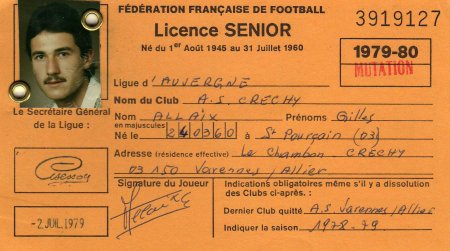 FÉDÉRATION FRANÇAISE DE FOOTBALL
3919127
Licence SENIOR
Né du 1er Août 1945 au 31 Juillet 1960
1979-80
MUTATION
Ligue d'AUVERGNE
Nom du Club A.S. CRECHY
Le Secrétaire Général de la Ligue :
Nom ALLAIX Prénoms Gilles
en majuscules
Né le 240360 à St Pourçain (03)
Adresse (résidence effective) Le Chambon CRECHY
03150 Varennes/Allier
Signature du Joueur
Indications obligatoires même s'il y a dissolution des Clubs ci-après :
-2 JUIL 1979
Dernier Club quitté A.S Varennes/Allier
Indiquer la saison 1978-79